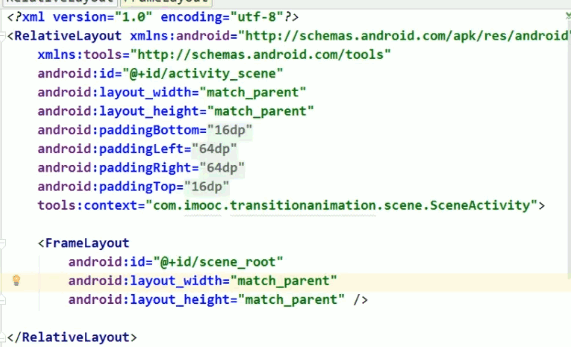 RelativeLayout FrameLayout
<?xml version="1.0" encoding="utf-8"?>
<RelativeLayout xmlns:android="http://schemas.android.com/apk/res/android"
xmlns:tools="http://schemas.android.com/tools"
android:id="@+id/activity_scene"
android:layout_width="match_parent"
android:layout_height="match_parent"
android:paddingBottom="16dp"
android:paddingLeft="64dp"
android:paddingRight="64dp"
android:paddingTop="16dp"
tools:context="com.imooc.transitionanimation.scene.SceneActivity">
<FrameLayout
android:id="@+id/scene_root"
android:layout_width="match_parent"
android:layout_height="match_parent" />
</RelativeLayout>